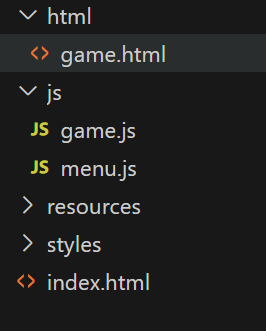 html
<> game.html
js
JS game.js
JS menu.js
resources
styles
<> index.html